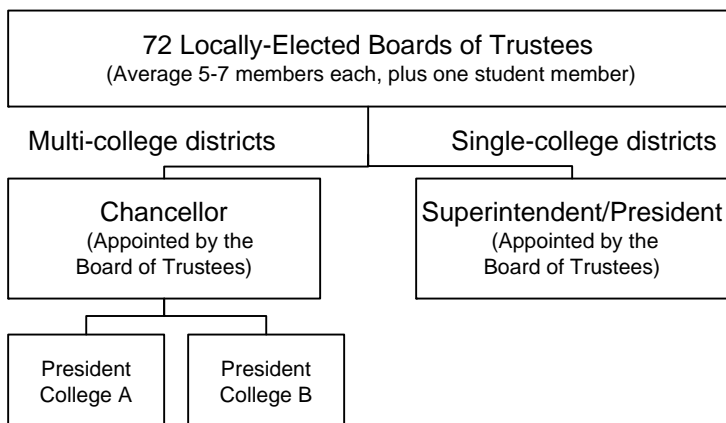 72 Locally-Elected Boards of Trustees
(Average 5-7 members each, plus one student member)
Multi-college districts
Single-college districts
Chancellor
(Appointed by the
Board of Trustees)
Superintendent/President
(Appointed by the
Board of Trustees)
President
College A
President
College B